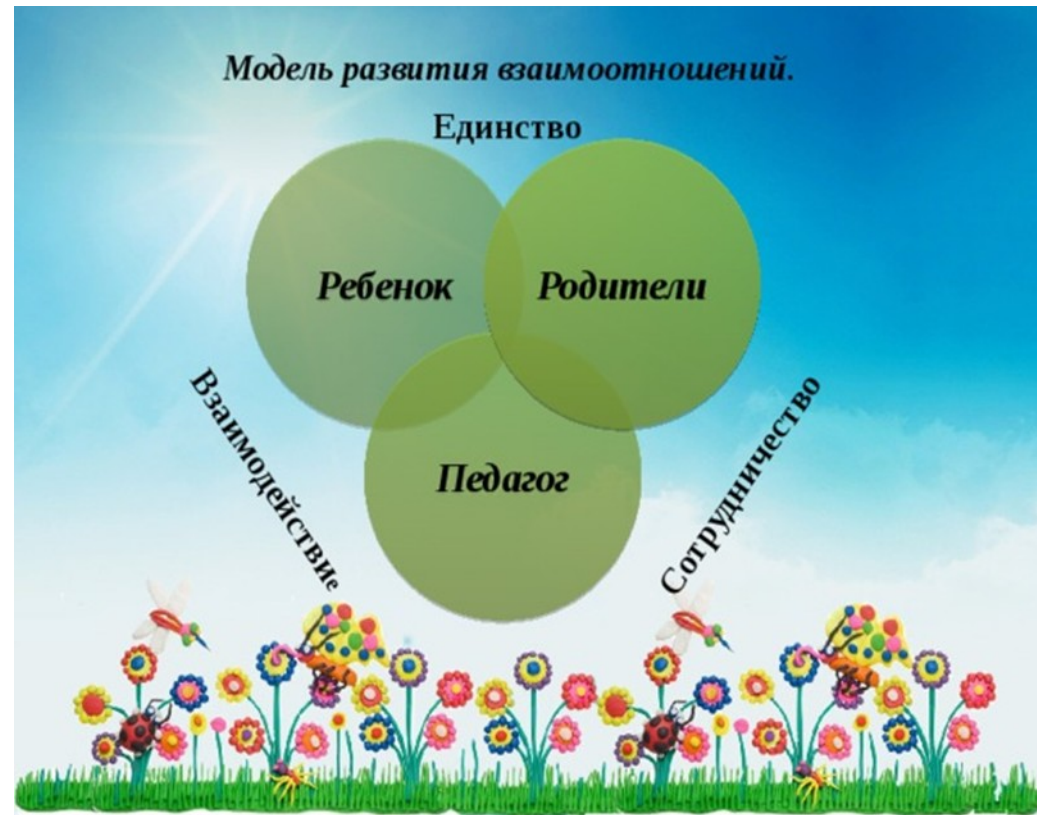 Модель развития взаимоотношений.
Единство
Ребенок
Родители
Педагог
Взаимодействие
Сотрудничество